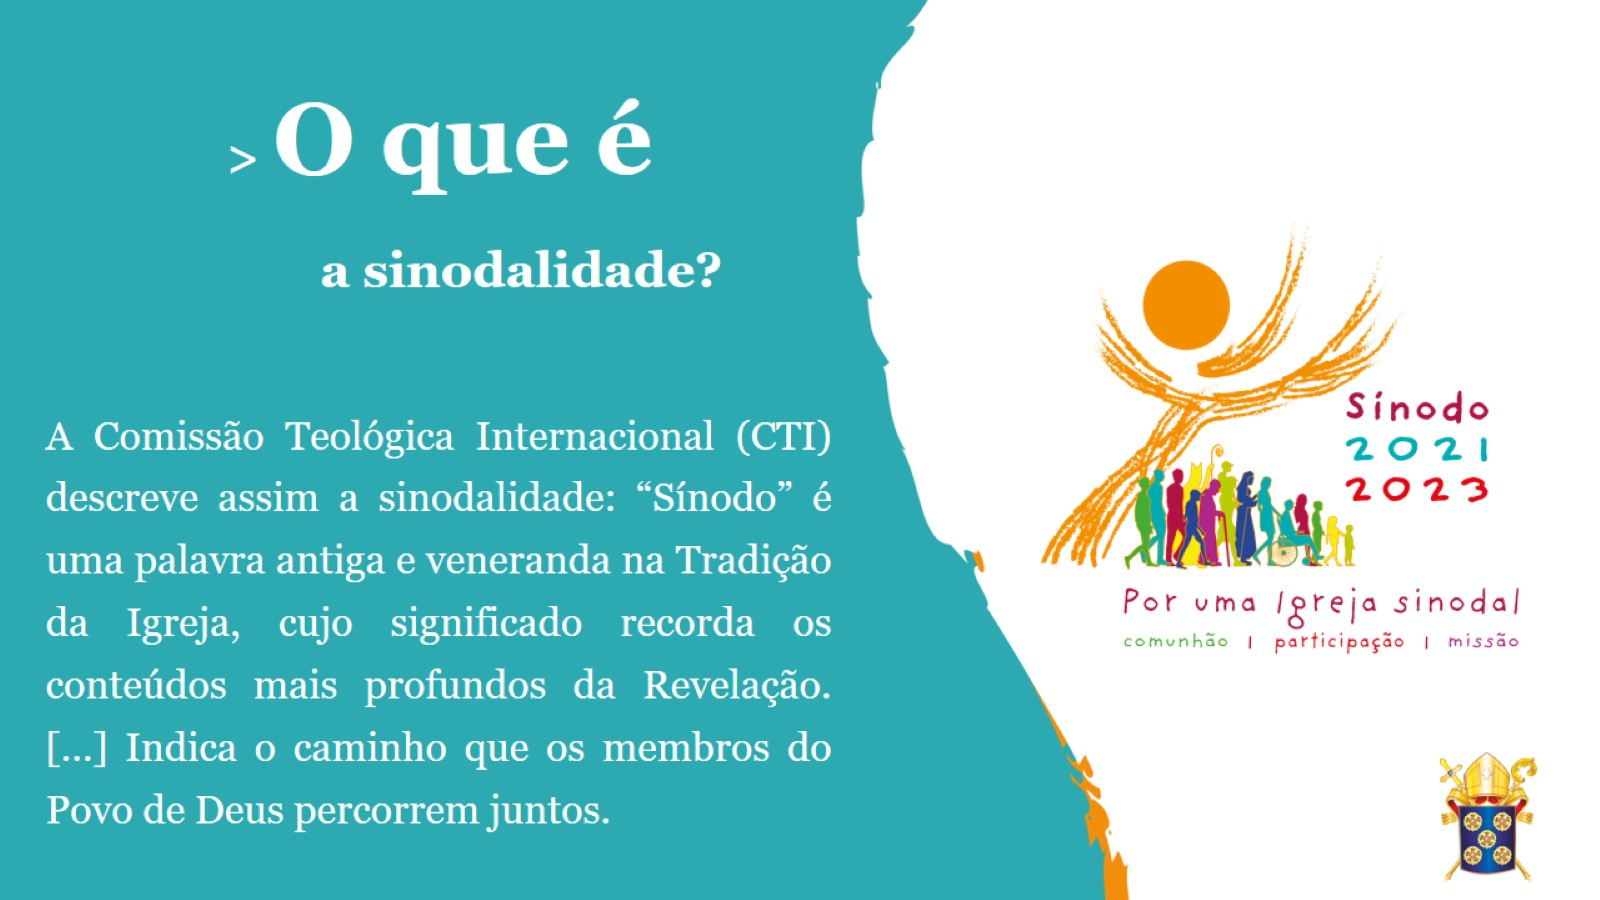 > O que é
a sinodalidade?
A Comissão Teológica Internacional (CTI)
descreve assim a sinodalidade: “Sínodo” é
uma palavra antiga e veneranda na Tradição
da Igreja, cujo significado recorda os
conteúdos mais profundos da Revelação.
[...] Indica o caminho que os membros do
Povo de Deus percorrem juntos.
Sínodo
2021
2023
Por uma Igreja sinodal
comunhão | participação | missão